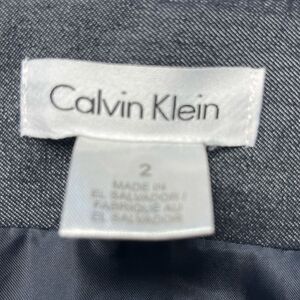 Calvin Klein
2
MADE IN
EL SALVADOR/
FABRIQUÉ AU
EL SALVADOR